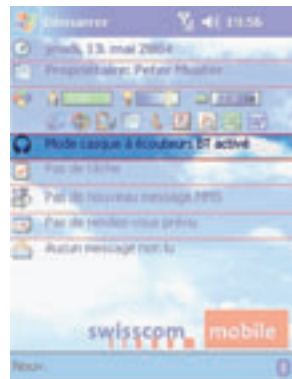 Démarrer 19:56
jeudi, 13. mai 2004
Propriétaire: Peter Muster
Mode casque à écouteurs BT activé
Pas de tâche
Pas de nouveau message MMS
Pas de rendez-vous prévu
Aucun message non lu
swisscom mobile
Nouv.